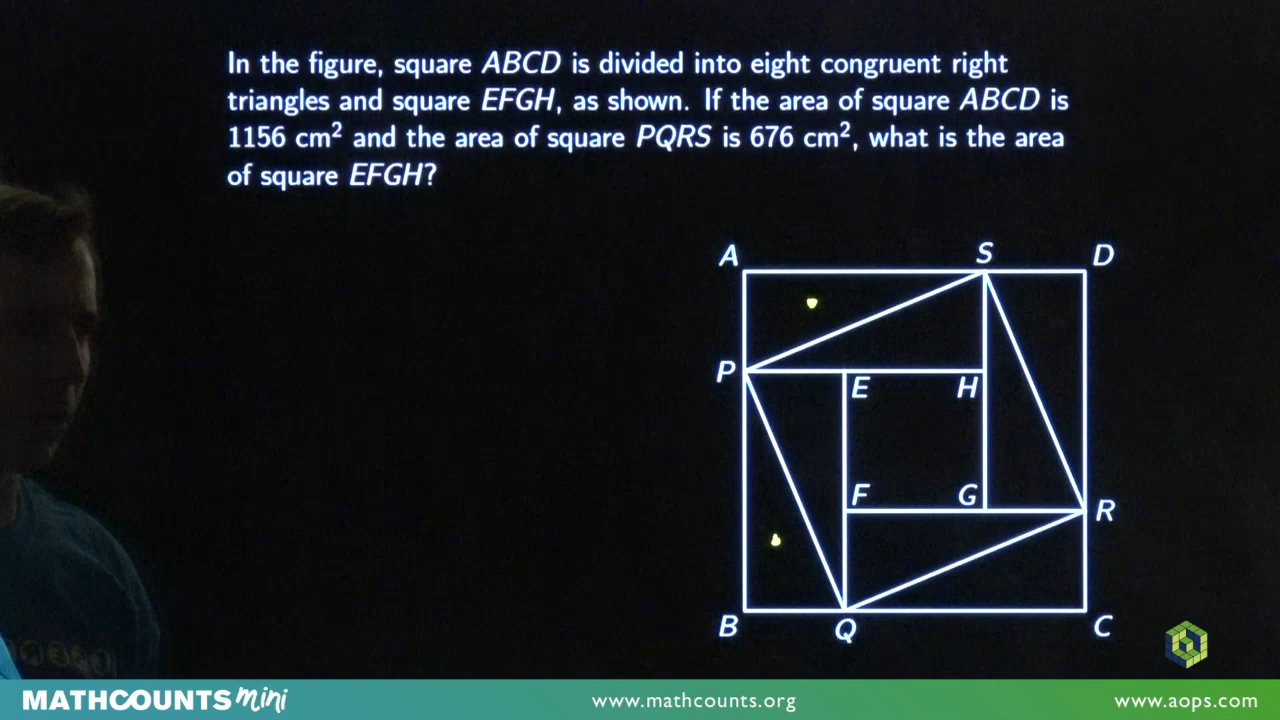 In the figure, square ABCD is divided into eight congruent right
triangles and square EFGH, as shown. If the area of square ABCD is
1156 cm² and the area of square PQRS is 676 cm², what is the area
of square EFGH?
A S D
P E H
F G R
B Q C
MATHCOUNTS mini www.mathcounts.org www.aops.com